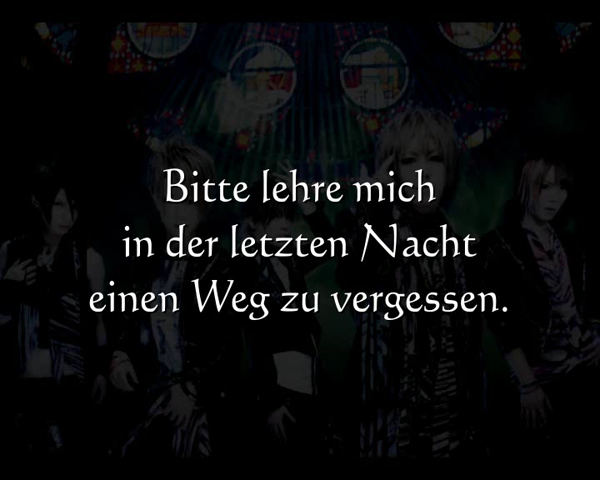 Bitte lehre mich
in der letzten Nacht
einen Weg zu vergessen.